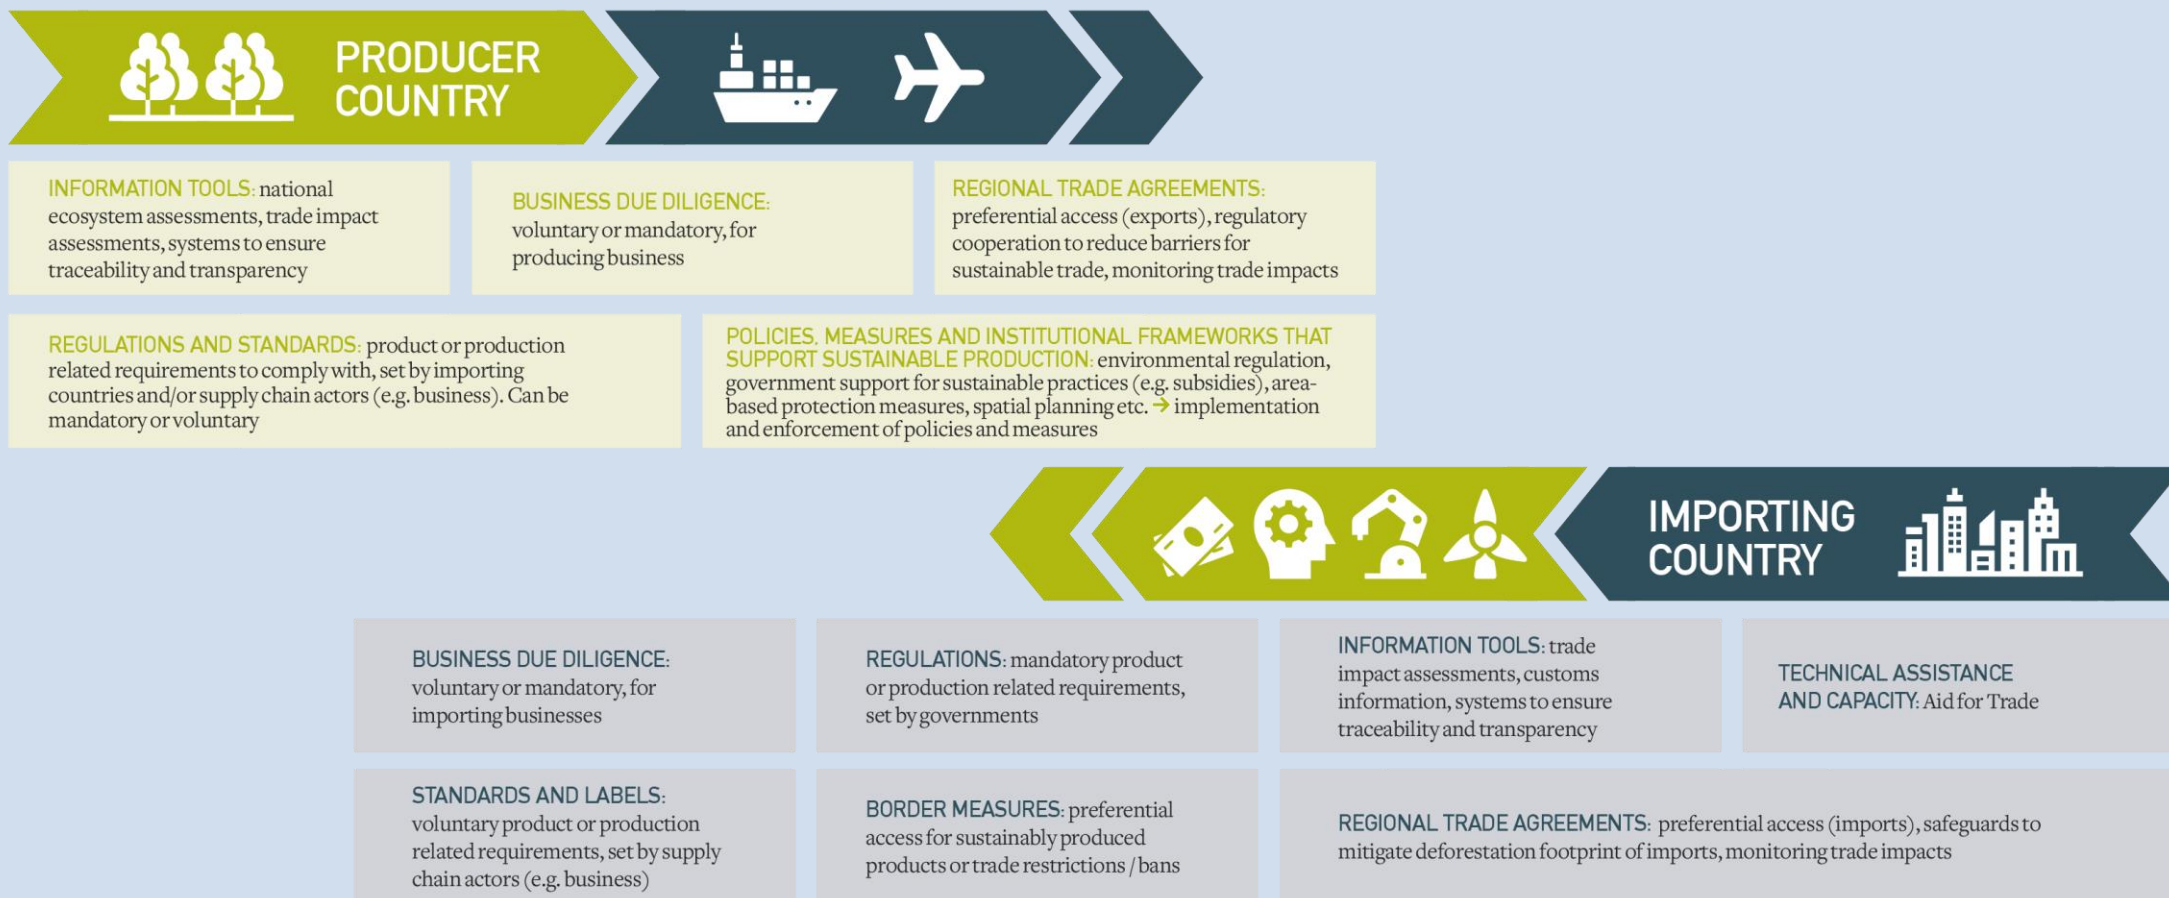 PRODUCER
COUNTRY
INFORMATION TOOLS: national
ecosystem assessments, trade impact
assessments, systems to ensure
traceability and transparency
BUSINESS DUE DILIGENCE:
voluntary or mandatory, for
producing business
REGIONAL TRADE AGREEMENTS:
preferential access (exports), regulatory
cooperation to reduce barriers for
sustainable trade, monitoring trade impacts
REGULATIONS AND STANDARDS: product or production
related requirements to comply with, set by importing
countries and/or supply chain actors (e.g. business). Can be
mandatory or voluntary
POLICIES, MEASURES AND INSTITUTIONAL FRAMEWORKS THAT
SUPPORT SUSTAINABLE PRODUCTION: environmental regulation,
government support for sustainable practices (e.g. subsidies), area-
based protection measures, spatial planning etc. → implementation
and enforcement of policies and measures
IMPORTING
COUNTRY
BUSINESS DUE DILIGENCE:
voluntary or mandatory, for
importing businesses
REGULATIONS: mandatory product
or production related requirements,
set by governments
INFORMATION TOOLS: trade
impact assessments, customs
information, systems to ensure
traceability and transparency
TECHNICAL ASSISTANCE
AND CAPACITY: Aid for Trade
STANDARDS AND LABELS:
voluntary product or production
related requirements, set by supply
chain actors (e.g. business)
BORDER MEASURES: preferential
access for sustainably produced
products or trade restrictions / bans
REGIONAL TRADE AGREEMENTS: preferential access (imports), safeguards to
mitigate deforestation footprint of imports, monitoring trade impacts